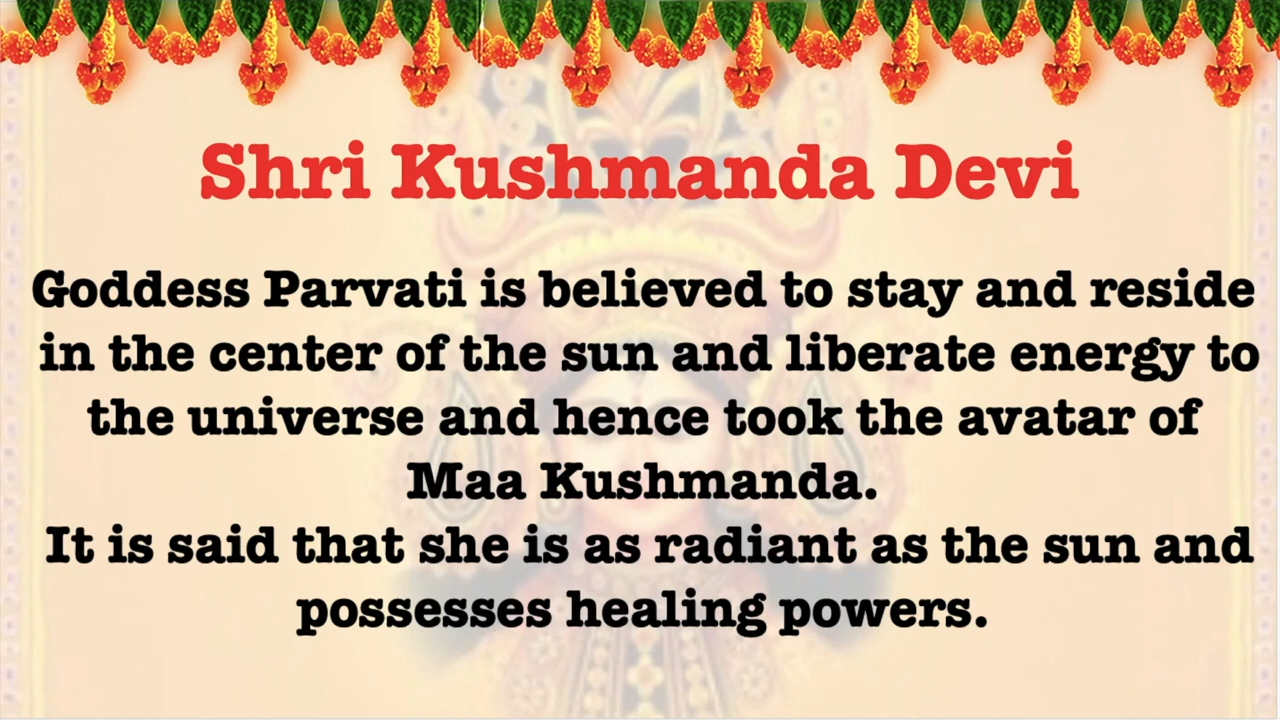 Shri Kushmanda Devi
Goddess Parvati is believed to stay and reside
in the center of the sun and liberate energy to
the universe and hence took the avatar of
Maa Kushmanda.
It is said that she is as radiant as the sun and
possesses healing powers.